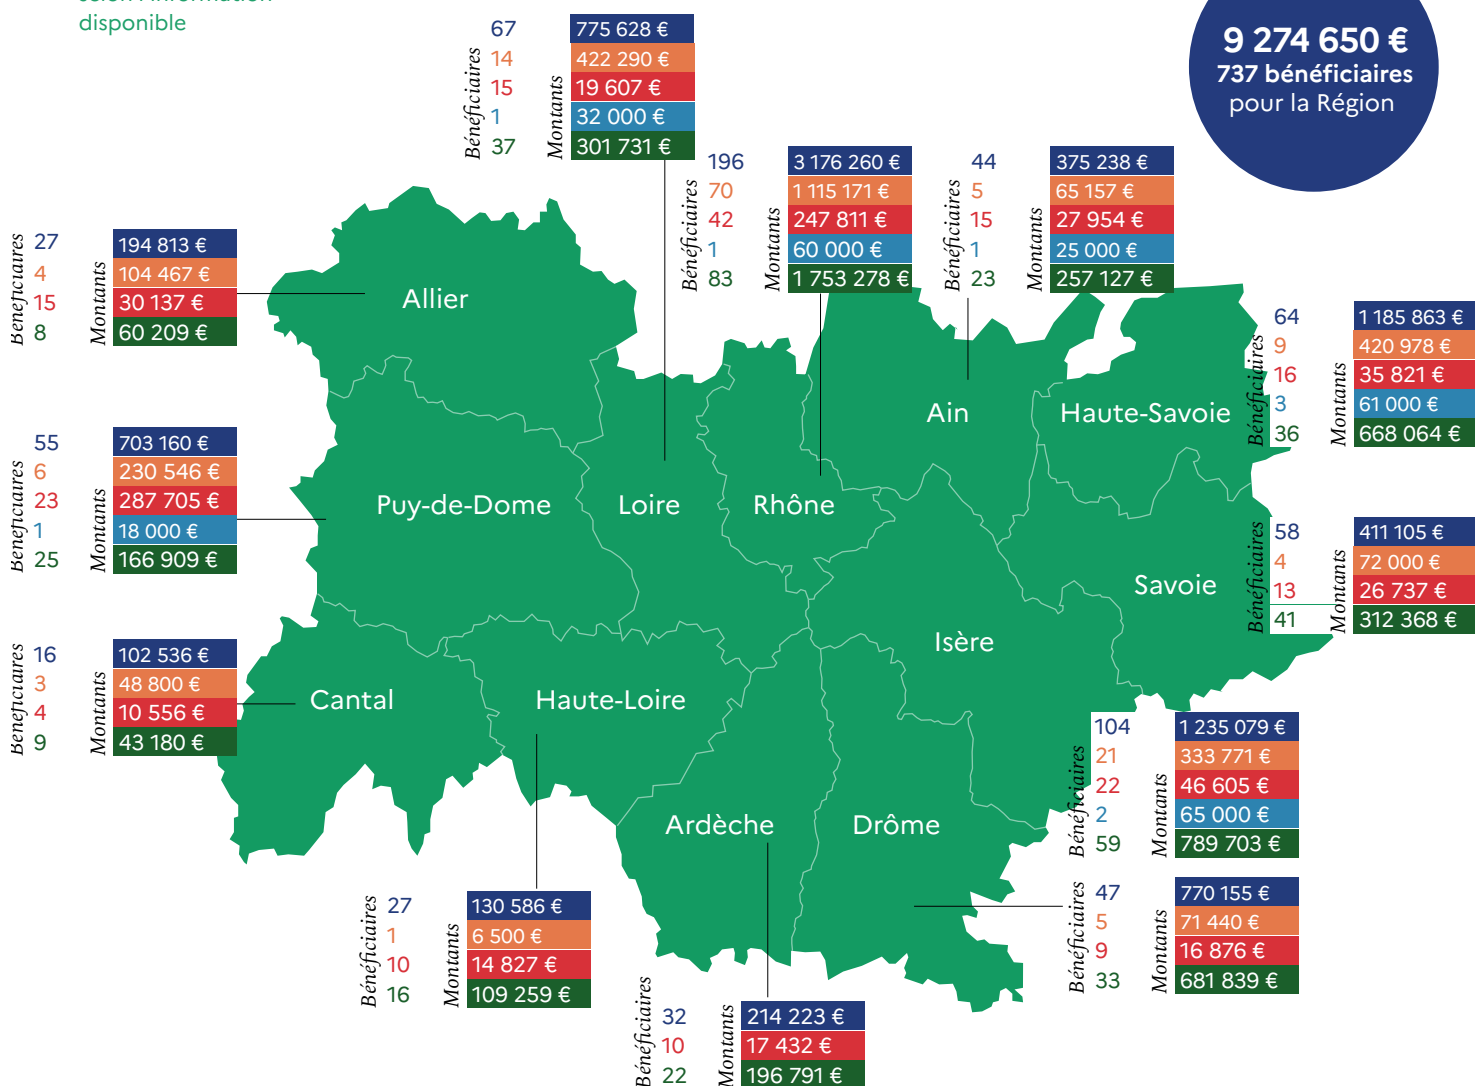 selon l'information
disponible
9 274 650 €
737 bénéficiaires
pour la Région
Bénéficiaires
67
14
15
1
37
Montants
775 628 €
422 290 €
19 607 €
32 000 €
301 731 €
Bénéficiaires
196
70
42
1
83
Montants
3 176 260 €
1 115 171 €
247 811 €
60 000 €
1 753 278 €
Bénéficiaires
44
5
15
1
23
Montants
375 238 €
65 157 €
27 954 €
25 000 €
257 127 €
Bénéficiaires
27
4
15
8
Montants
194 813 €
104 467 €
30 137 €
60 209 €
Allier
Bénéficiaires
64
9
16
3
36
Montants
1 185 863 €
420 978 €
35 821 €
61 000 €
668 064 €
Ain
Haute-Savoie
Bénéficiaires
55
6
23
1
25
Montants
703 160 €
230 546 €
287 705 €
18 000 €
166 909 €
Puy-de-Dome
Loire
Rhône
Bénéficiaires
58
4
13
41
Montants
411 105 €
72 000 €
26 737 €
312 368 €
Savoie
Isère
Bénéficiaires
16
3
4
9
Montants
102 536 €
48 800 €
10 556 €
43 180 €
Cantal
Haute-Loire
Bénéficiaires
104
21
22
2
59
Montants
1 235 079 €
333 771 €
46 605 €
65 000 €
789 703 €
Ardèche
Drôme
Bénéficiaires
27
1
10
16
Montants
130 586 €
6 500 €
14 827 €
109 259 €
Bénéficiaires
47
5
9
33
Montants
770 155 €
71 440 €
16 876 €
681 839 €
Bénéficiaires
32
10
22
Montants
214 223 €
17 432 €
196 791 €